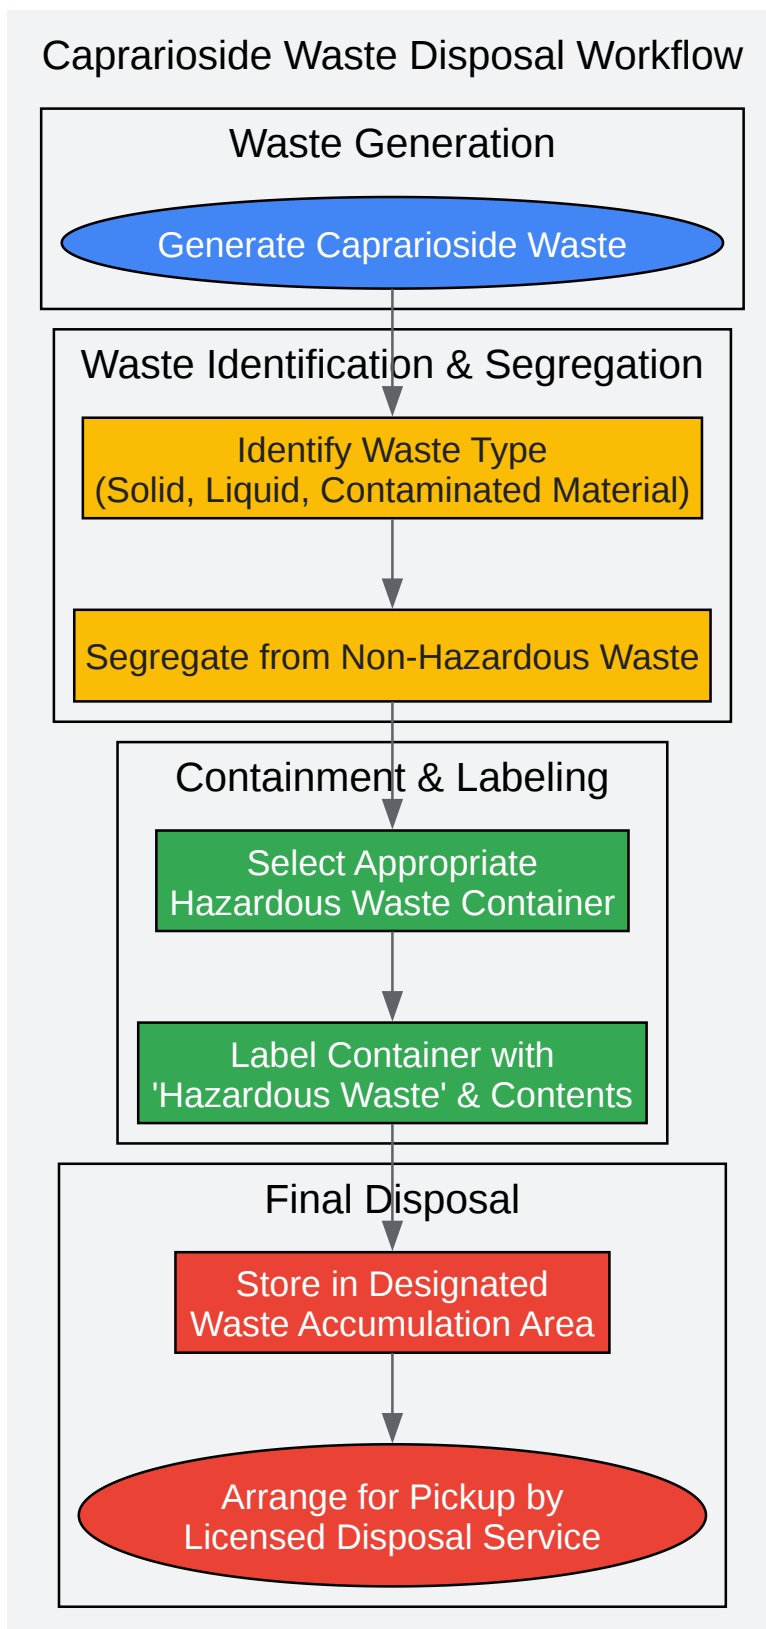 Caprarioside Waste Disposal Workflow
Waste Generation
Generate Caprarioside Waste
Waste Identification & Segregation
Identify Waste Type
(Solid, Liquid, Contaminated Material)
Segregate from Non-Hazardous Waste
Containment & Labeling
Select Appropriate
Hazardous Waste Container
Label Container with
'Hazardous Waste' & Contents
Final Disposal
Store in Designated
Waste Accumulation Area
Arrange for Pickup by
Licensed Disposal Service